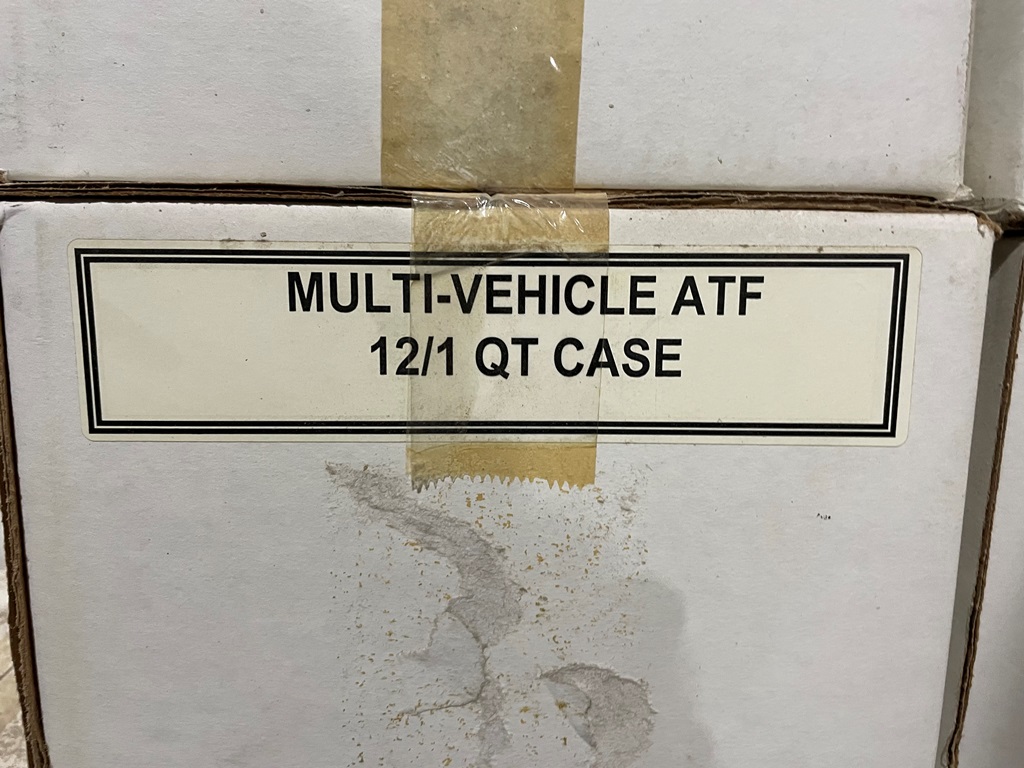 MULTI-VEHICLE ATF
12/1 QT CASE